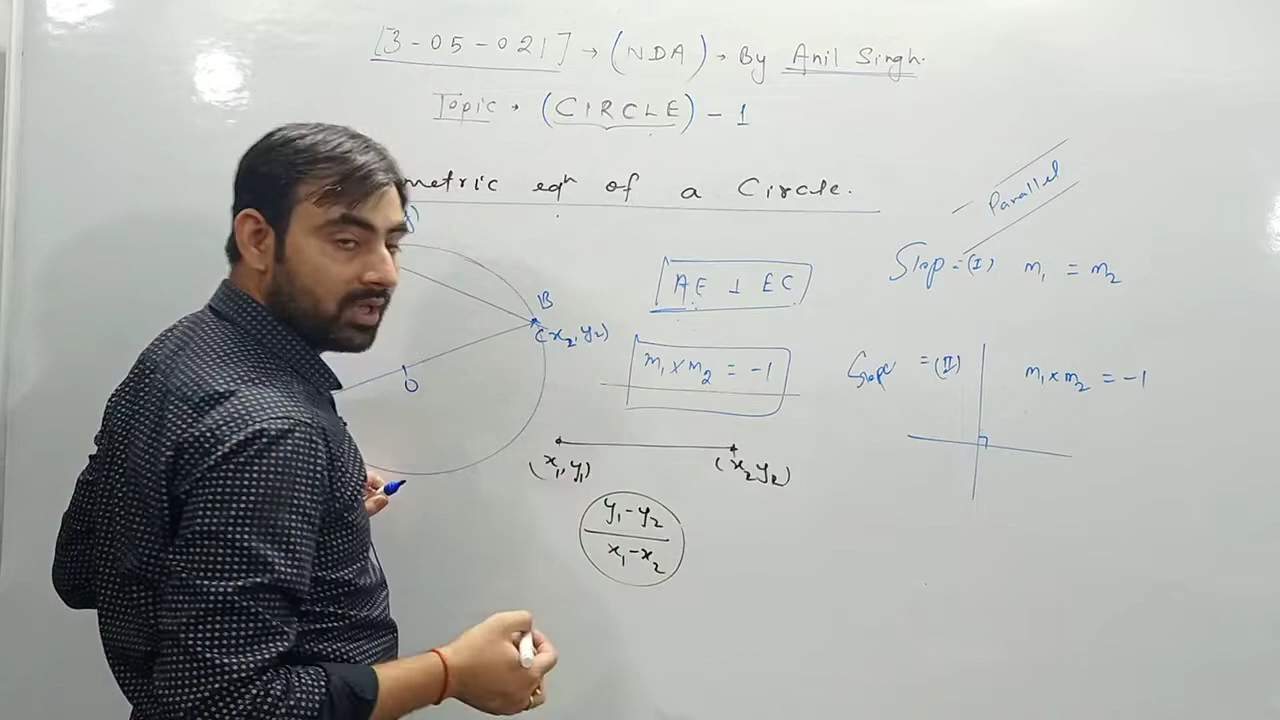 [3-05-021] → (NDA) → By Anil Singh.
Topic → (CIRCLE) - 1
metric eqn of a Circle.
Parallel
Slop = (I) m1 = m2
AE ⊥ EC
B
(x2, y2)
O
m1 × m2 = -1
Slope = (II) m1 × m2 = -1
(x1, y1) (x2 y2)
y1 - y2
x1 - x2